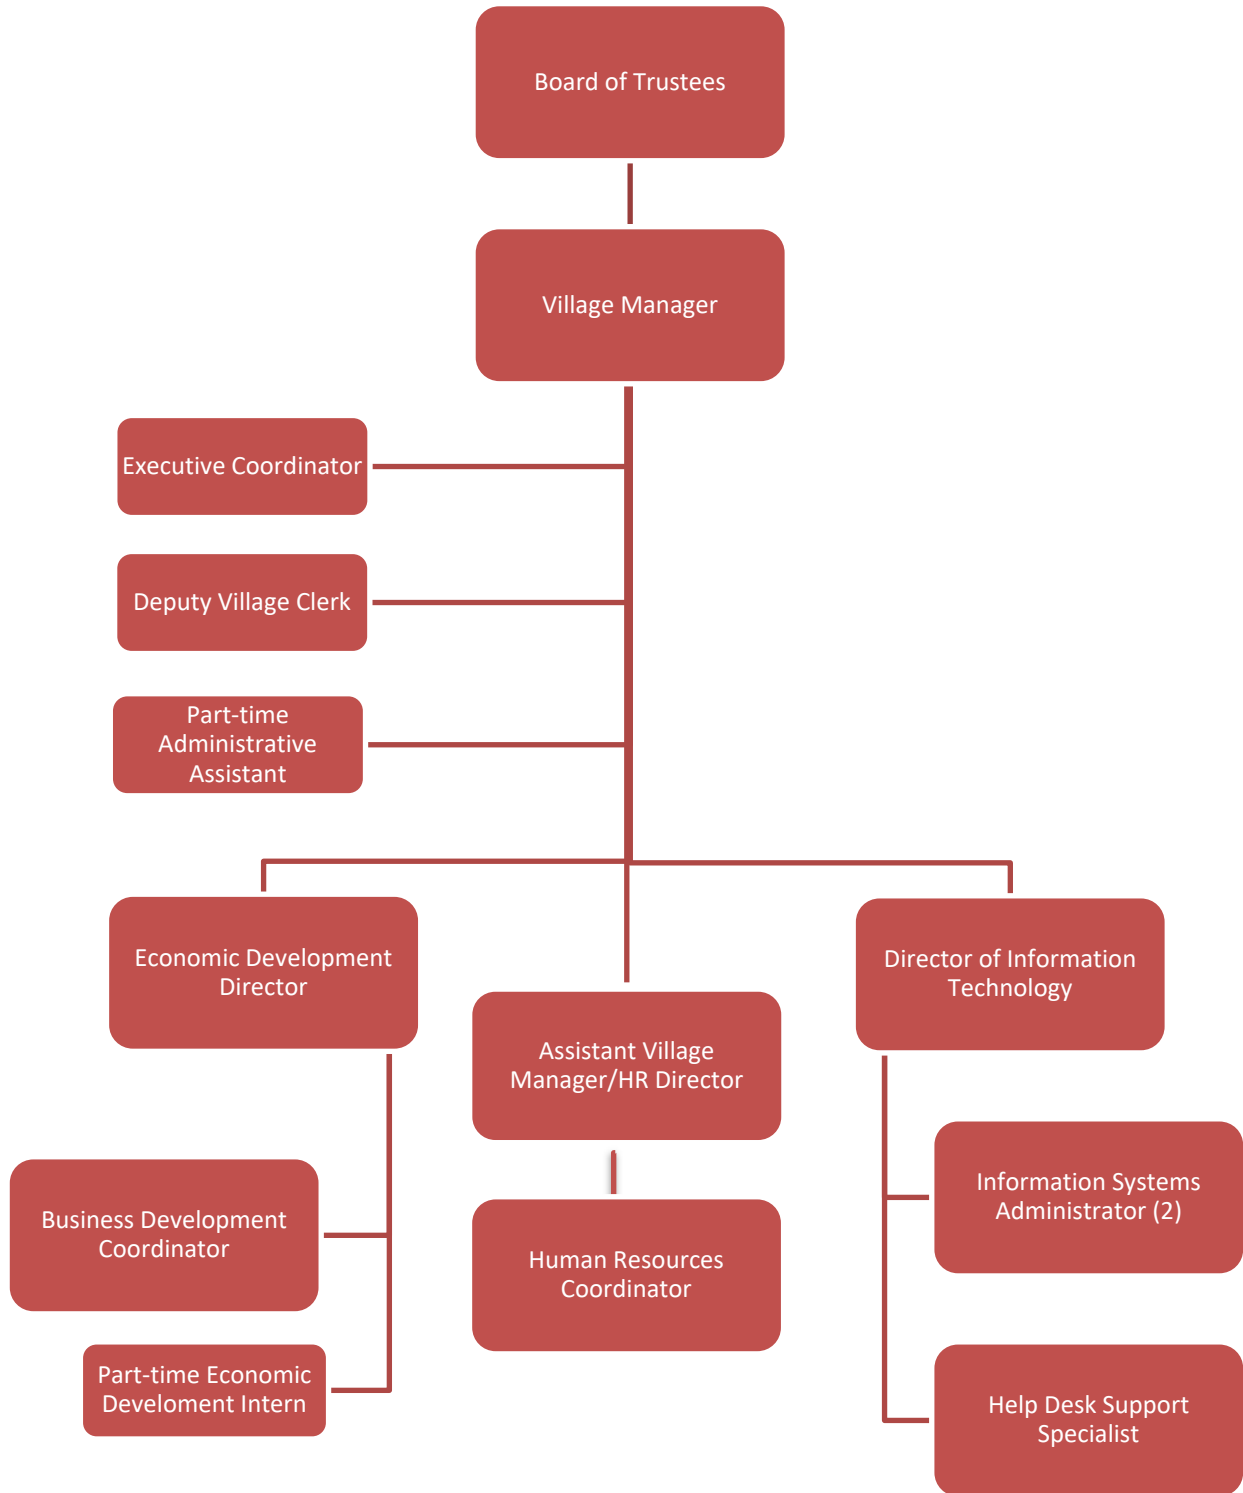 Board of Trustees
Village Manager
Executive Coordinator
Deputy Village Clerk
Part-time
Administrative
Assistant
Economic Development
Director
Assistant Village
Manager/HR Director
Director of Information
Technology
Business Development
Coordinator
Human Resources
Coordinator
Information Systems
Administrator (2)
Part-time Economic
Develoment Intern
Help Desk Support
Specialist